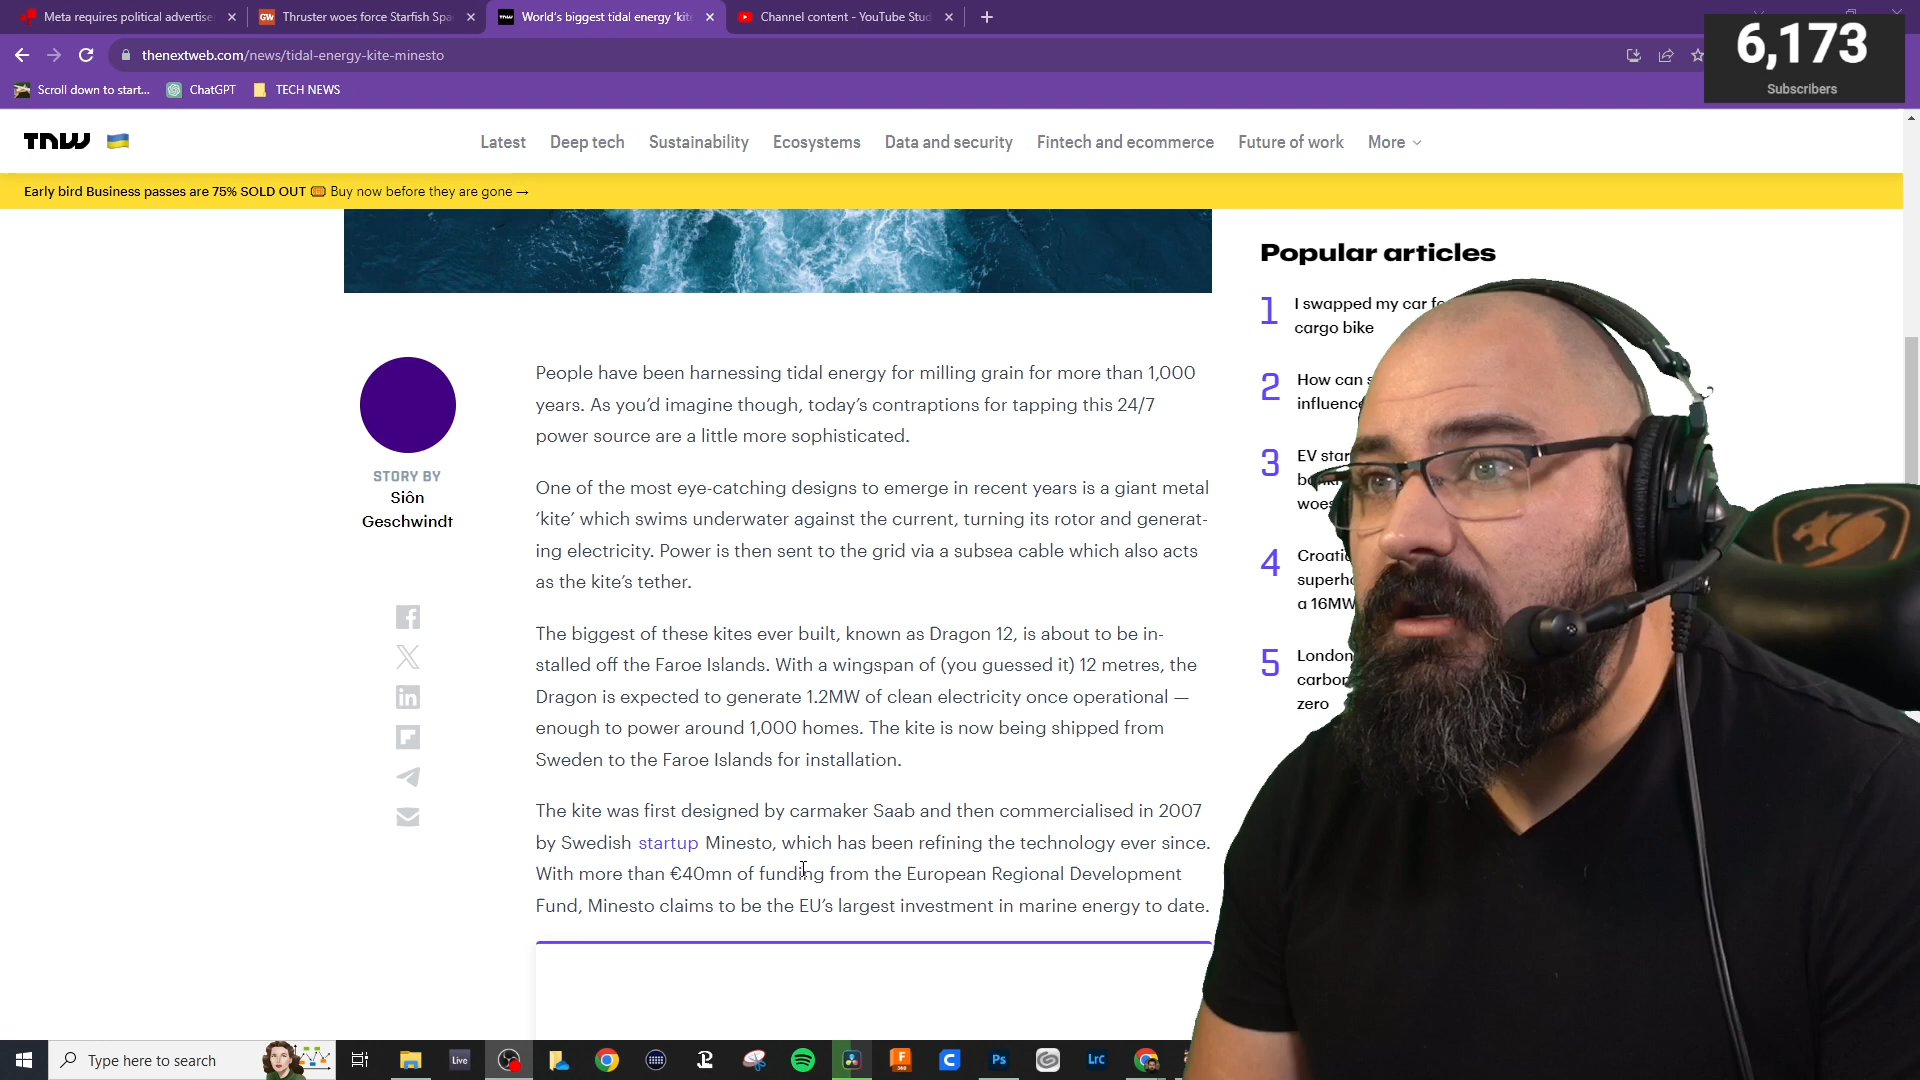 Meta requires political advertise
Thruster woes force Starfish Spa
World's biggest tidal energy 'kit
Channel content - YouTube Stud
thenextweb.com/news/tidal-energy-kite-minesto
Scroll down to start...
ChatGPT
TECH NEWS
6,173
Subscribers
TNW
Latest
Deep tech
Sustainability
Ecosystems
Data and security
Fintech and ecommerce
Future of work
More
Early bird Business passes are 75% SOLD OUT 🎟 Buy now before they are gone →
Popular articles
1
I swapped my car fo
cargo bike
2
How can s
influence
3
EV star
woes
4
Croatia
superho
a 16MW
5
London
carbon
zero
STORY BY
Siôn
Geschwindt
People have been harnessing tidal energy for milling grain for more than 1,000
years. As you'd imagine though, today's contraptions for tapping this 24/7
power source are a little more sophisticated.
One of the most eye-catching designs to emerge in recent years is a giant metal
'kite' which swims underwater against the current, turning its rotor and generat-
ing electricity. Power is then sent to the grid via a subsea cable which also acts
as the kite's tether.
The biggest of these kites ever built, known as Dragon 12, is about to be in-
stalled off the Faroe Islands. With a wingspan of (you guessed it) 12 metres, the
Dragon is expected to generate 1.2MW of clean electricity once operational —
enough to power around 1,000 homes. The kite is now being shipped from
Sweden to the Faroe Islands for installation.
The kite was first designed by carmaker Saab and then commercialised in 2007
by Swedish startup Minesto, which has been refining the technology ever since.
With more than €40mn of funding from the European Regional Development
Fund, Minesto claims to be the EU's largest investment in marine energy to date.
Type here to search
Live
Ps
Lrc